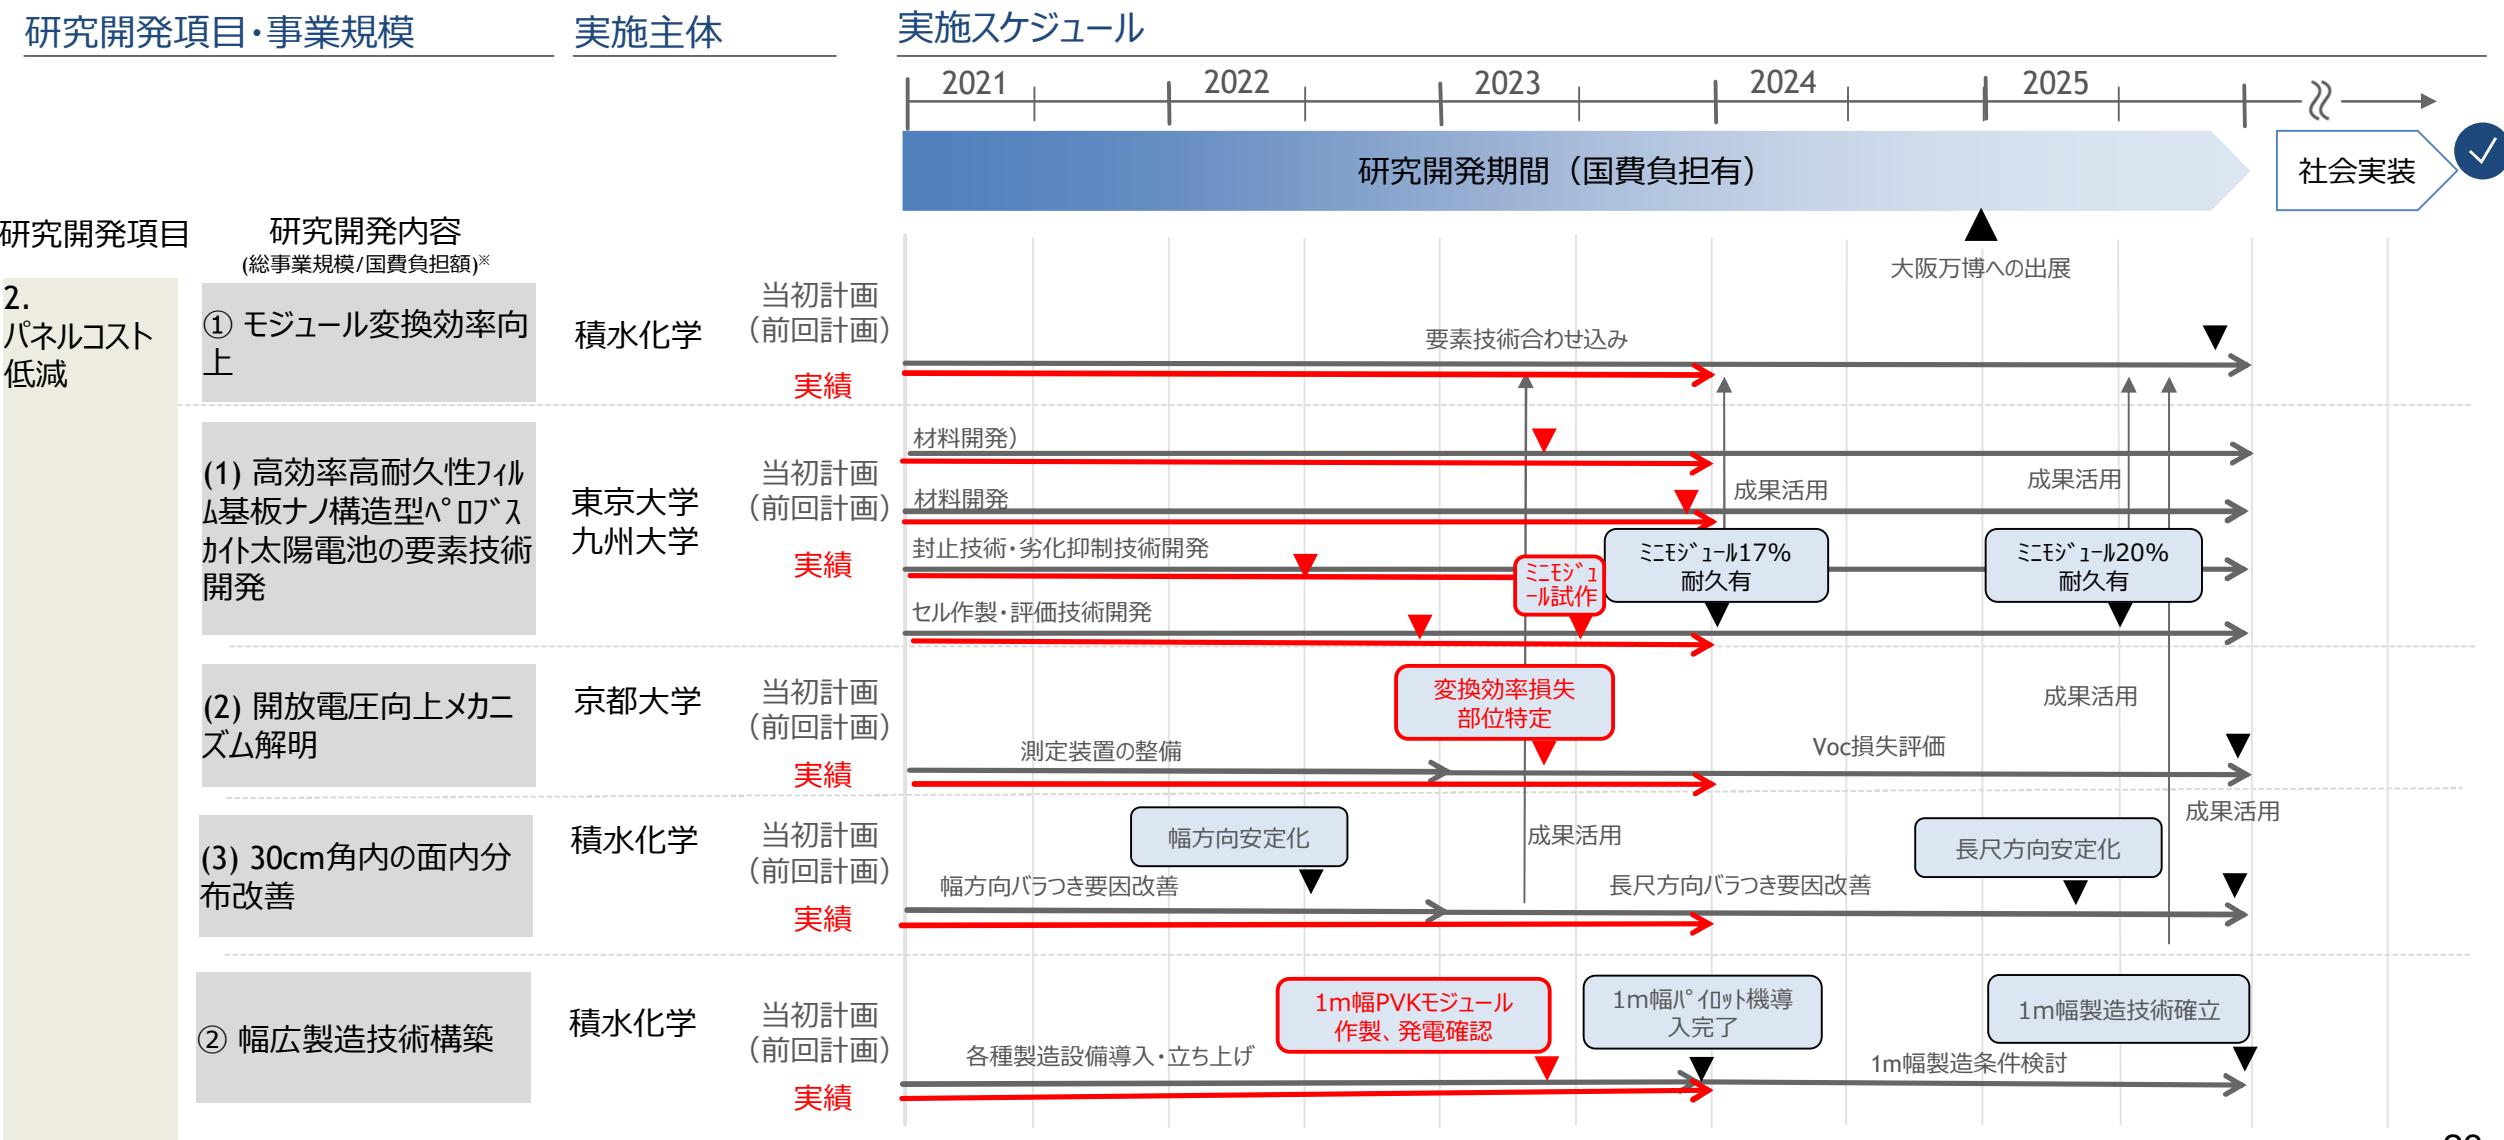 研究開発項目・事業規模
実施主体
実施スケジュール
2021
2022
2023
2024
2025
研究開発期間（国費負担有）
社会実装
大阪万博への出展
研究開発項目
研究開発内容
(総事業規模/国費負担額)※
2.
パネルコスト
低減
① モジュール変換効率向
上
積水化学
当初計画
（前回計画）
実績
要素技術合わせ込み
(1) 高効率高耐久性ﾌｨﾙ
ﾑ基板ナノ構造型ﾍﾟﾛﾌﾞｽ
ｶｲﾄ太陽電池の要素技術
開発
東京大学
九州大学
当初計画
（前回計画）
実績
材料開発）
材料開発
封止技術・劣化抑制技術開発
セル作製・評価技術開発
成果活用
成果活用
ﾐﾆﾓｼﾞｭ
ｰﾙ試作
ﾐﾆﾓｼﾞｭｰﾙ17%
耐久有
ﾐﾆﾓｼﾞｭｰﾙ20%
耐久有
(2) 開放電圧向上メカニ
ズム解明
京都大学
当初計画
（前回計画）
実績
測定装置の整備
変換効率損失
部位特定
Voc損失評価
成果活用
(3) 30cm角内の面内分
布改善
積水化学
当初計画
（前回計画）
実績
幅方向安定化
幅方向バラつき要因改善
成果活用
長尺方向バラつき要因改善
長尺方向安定化
成果活用
② 幅広製造技術構築
積水化学
当初計画
（前回計画）
実績
各種製造設備導入・立ち上げ
1m幅PVKモジュール
作製、発電確認
1m幅ﾊﾟｲﾛｯﾄ機導
入完了
1m幅製造技術確立
1m幅製造条件検討